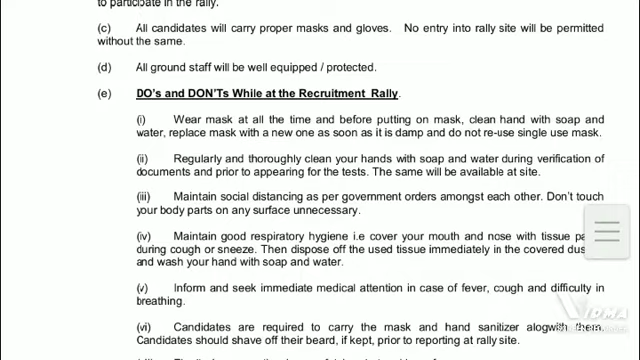 to participate in the rally.
(c) All candidates will carry proper masks and gloves. No entry into rally site will be permitted
without the same.
(d) All ground staff will be well equipped / protected.
(e) DO's and DON'Ts While at the Recruitment Rally.
(i) Wear mask at all the time and before putting on mask, clean hand with soap and
water, replace mask with a new one as soon as it is damp and do not re-use single use mask.
(ii) Regularly and thoroughly clean your hands with soap and water during verification of
documents and prior to appearing for the tests. The same will be available at site.
(iii) Maintain social distancing as per government orders amongst each other. Don't touch
your body parts on any surface unnecessary.
(iv) Maintain good respiratory hygiene i.e cover your mouth and nose with tissue
during cough or sneeze. Then dispose off the used tissue immediately in the covered
and wash your hand with soap and water.
(v) Inform and seek immediate medical attention in case of fever, cough and difficulty in
breathing.
VIDMA
(vi) Candidates are required to carry the mask and hand sanitizer alogwith them.
Candidates should shave off their beard, if kept, prior to reporting at rally site.